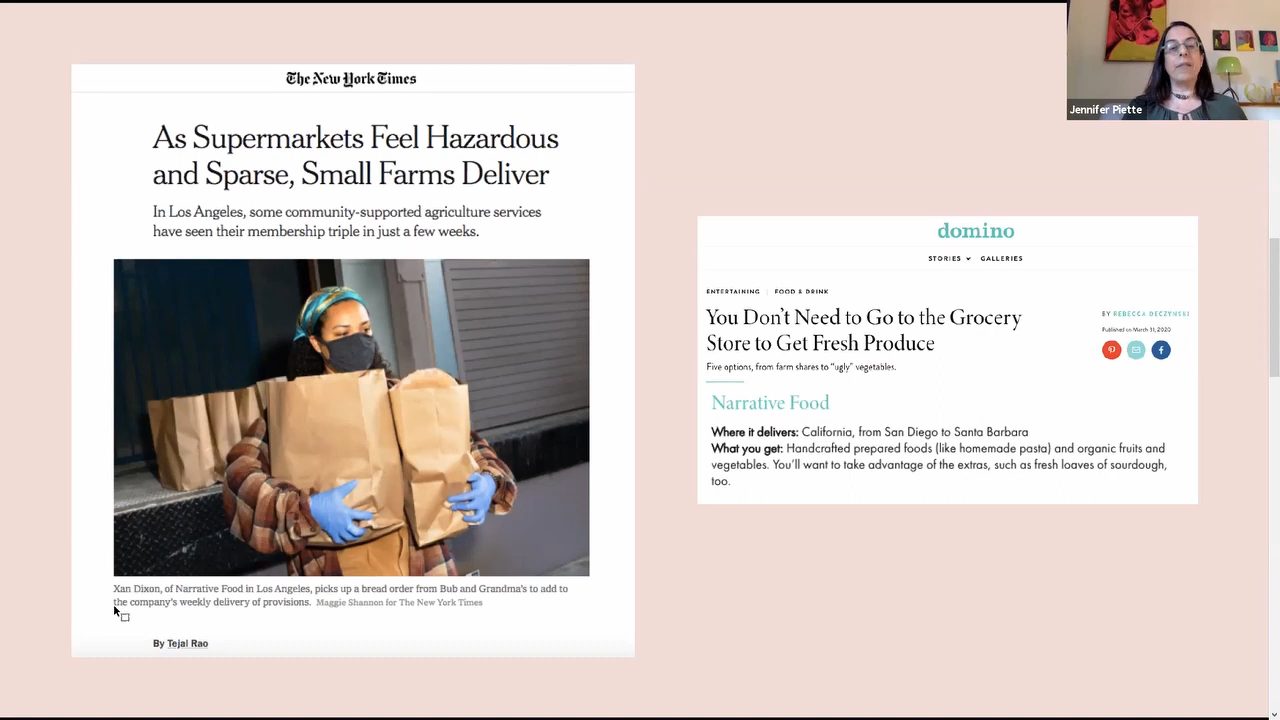 Jennifer Piette
The New York Times
As Supermarkets Feel Hazardous
and Sparse, Small Farms Deliver
In Los Angeles, some community-supported agriculture services
have seen their membership triple in just a few weeks.
Xan Dixon, of Narrative Food in Los Angeles, picks up a bread order from Bub and Grandma's to add to
the company's weekly delivery of provisions. Maggie Shannon for The New York Times
By Tejal Rao
domino
STORIES GALLERIES
ENTERTAINING | FOOD & DRINK
You Don't Need to Go to the Grocery
Store to Get Fresh Produce
Five options, from farm shares to "ugly" vegetables.
BY REBECCA DECZYNSKI
Published on March 31, 2020
Narrative Food
Where it delivers: California, from San Diego to Santa Barbara
What you get: Handcrafted prepared foods (like homemade pasta) and organic fruits and
vegetables. You'll want to take advantage of the extras, such as fresh loaves of sourdough,
too.